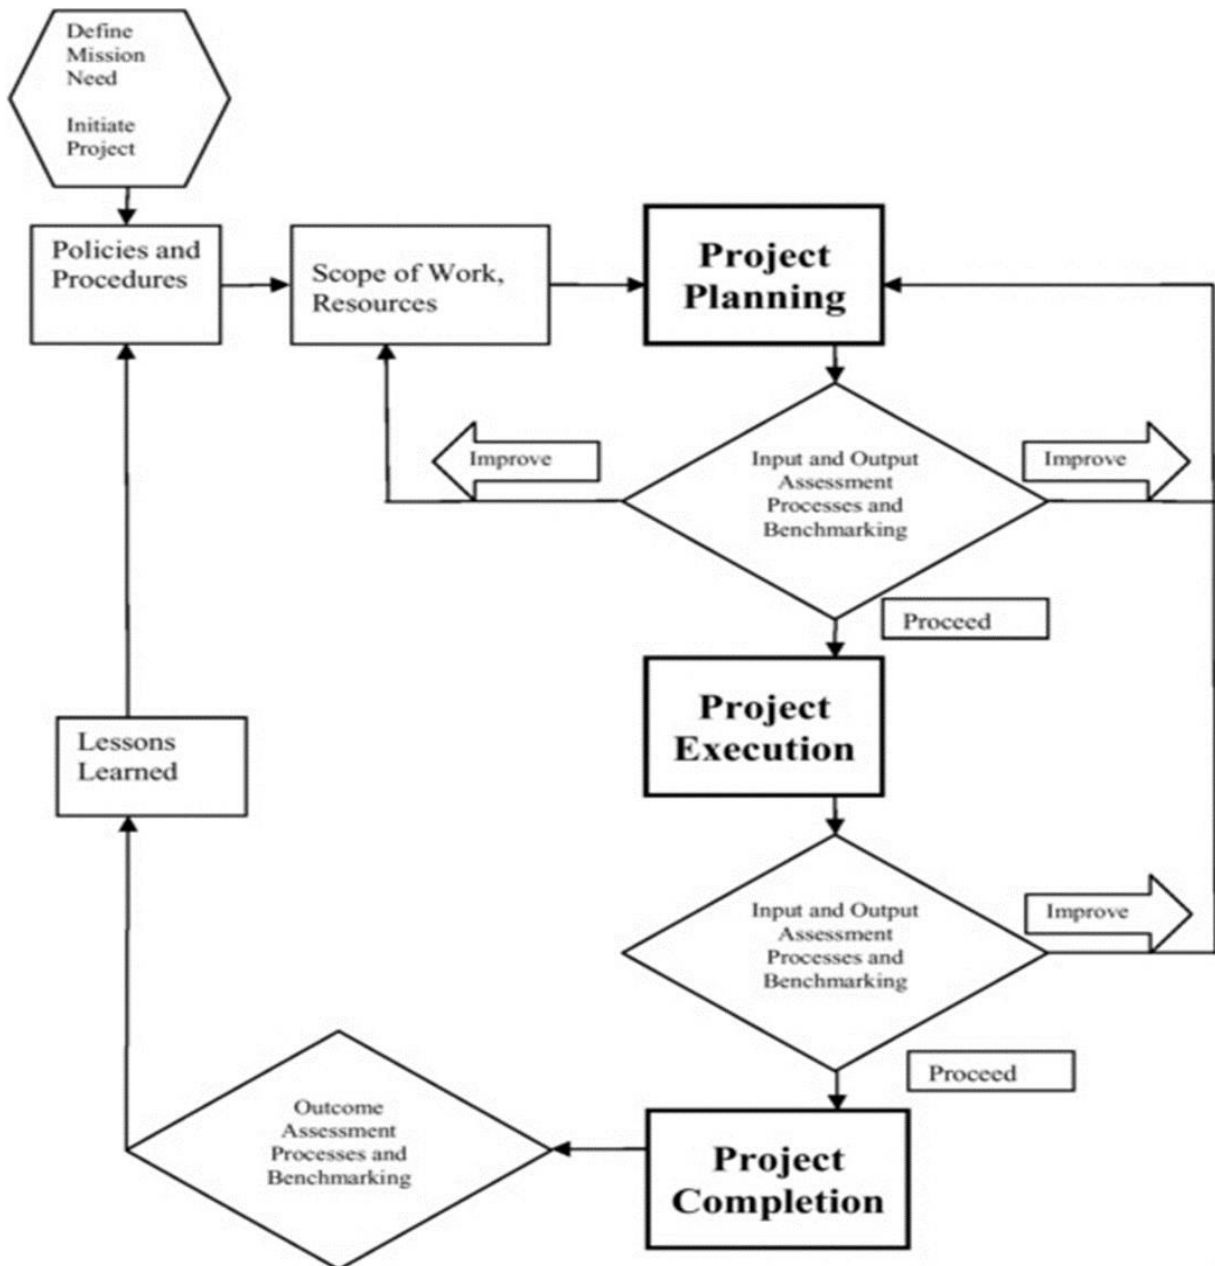 Define
Mission
Need
Initiate
Project
Policies and
Procedures
Scope of Work,
Resources
Project
Planning
Improve
Input and Output
Assessment
Processes and
Benchmarking
Improve
Proceed
Project
Execution
Lessons
Learned
Input and Output
Assessment
Processes and
Benchmarking
Improve
Proceed
Outcome
Assessment
Processes and
Benchmarking
Project
Completion